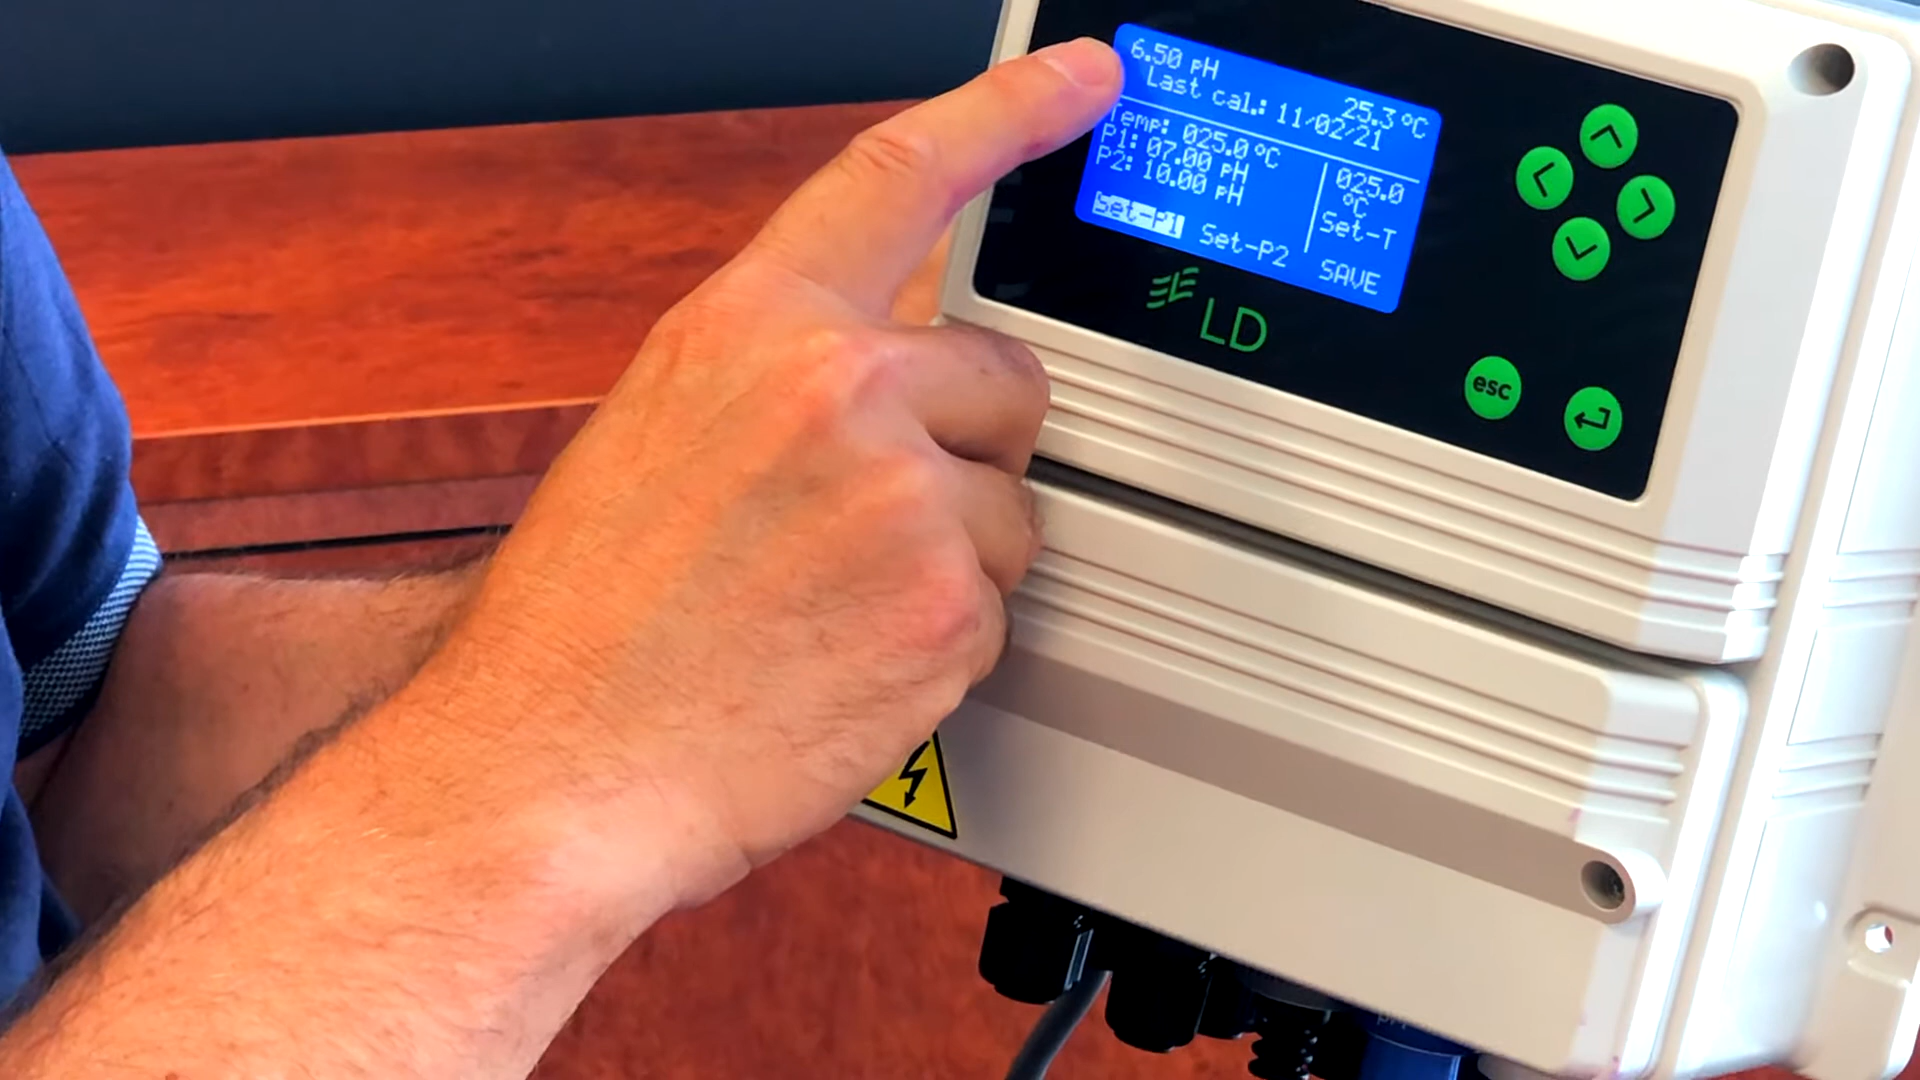 6.50 pH 25.3 °C
Last cal.: 11/02/21
Temp: 025.0 °C
P1: 07.00 pH
P2: 10.00 pH
025.0
°C
Set-T
Set-P1 Set-P2 SAVE
LD
esc